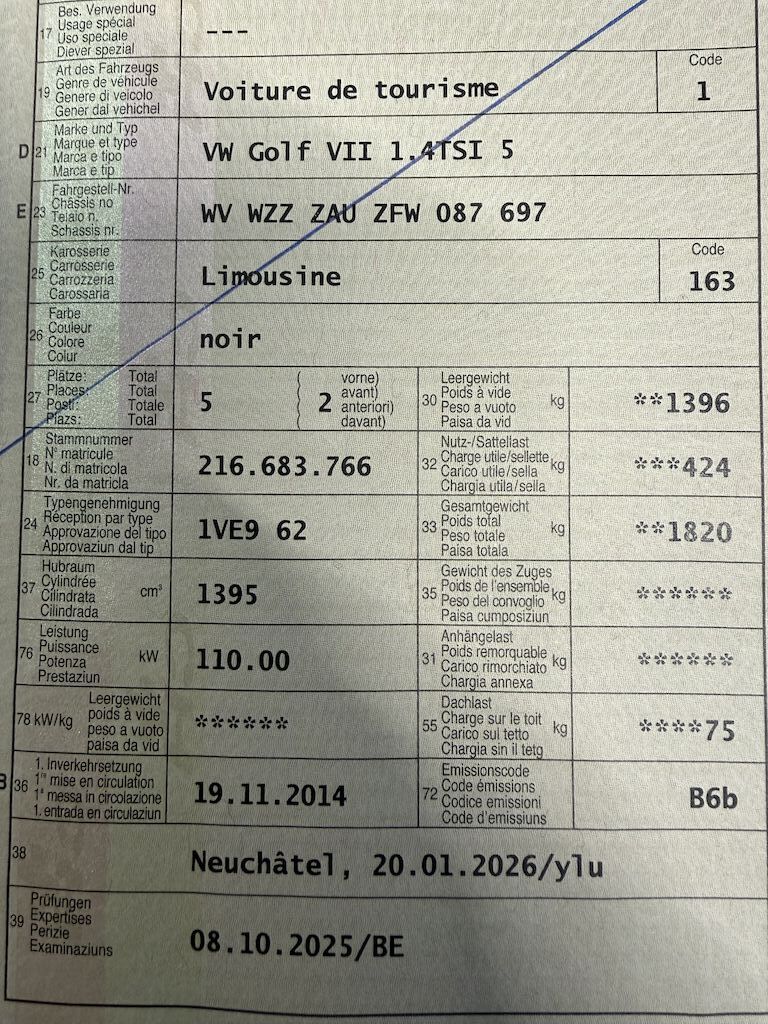 17 Bes. Verwendung
Usage spécial
Uso speciale
Diever spezial
---
19 Art des Fahrzeugs
Genre de véhicule
Genere di veicolo
Gener dal vehichel
Voiture de tourisme
Code
1
D 21 Marke und Typ
Marque et type
Marca e tipo
Marca e tip
VW Golf VII 1.4TSI 5
E 23 Fahrgestell-Nr.
Châssis no
Telaio n.
Schassis nr.
WV WZZ ZAU ZFW 087 697
25 Karosserie
Carrosserie
Carrozzeria
Carossaria
Limousine
Code
163
26 Farbe
Couleur
Colore
Colur
noir
27 Plätze: Total
Places: Total
Posti: Totale
Plazs: Total
5 ( 2 vorne)
( avant)
( anteriori)
( davant)
30 Leergewicht
Poids à vide
Peso a vuoto
Paisa da vid
kg
**1396
18 Stammnummer
N° matricule
N. di matricola
Nr. da matricla
216.683.766
32 Nutz-/Sattellast
Charge utile/sellette
Carico utile/sella
Chargia utila/sella
kg
***424
24 Typengenehmigung
Réception par type
Approvazione del tipo
Approvaziun dal tip
1VE9 62
33 Gesamtgewicht
Poids total
Peso totale
Paisa totala
kg
**1820
37 Hubraum
Cylindrée
Cilindrata
Cilindrada
cm³
1395
35 Gewicht des Zuges
Poids de l'ensemble
Peso del convoglio
Paisa cumposiziun
kg
******
76 Leistung
Puissance
Potenza
Prestaziun
kW
110.00
31 Anhängelast
Poids remorquable
Carico rimorchiato
Chargia annexa
kg
******
78 kW/kg Leergewicht
poids à vide
peso a vuoto
paisa da vid
******
55 Dachlast
Charge sur le toit
Carico sul tetto
Chargia sin il tetg
kg
****75
B 36 1. Inverkehrsetzung
1re mise en circulation
1a messa in circolazione
1. entrada en circulaziun
19.11.2014
72 Emissionscode
Code émissions
Codice emissioni
Code d'emissiuns
B6b
38
Neuchâtel, 20.01.2026/ylu
39 Prüfungen
Expertises
Perizie
Examinaziuns
08.10.2025/BE